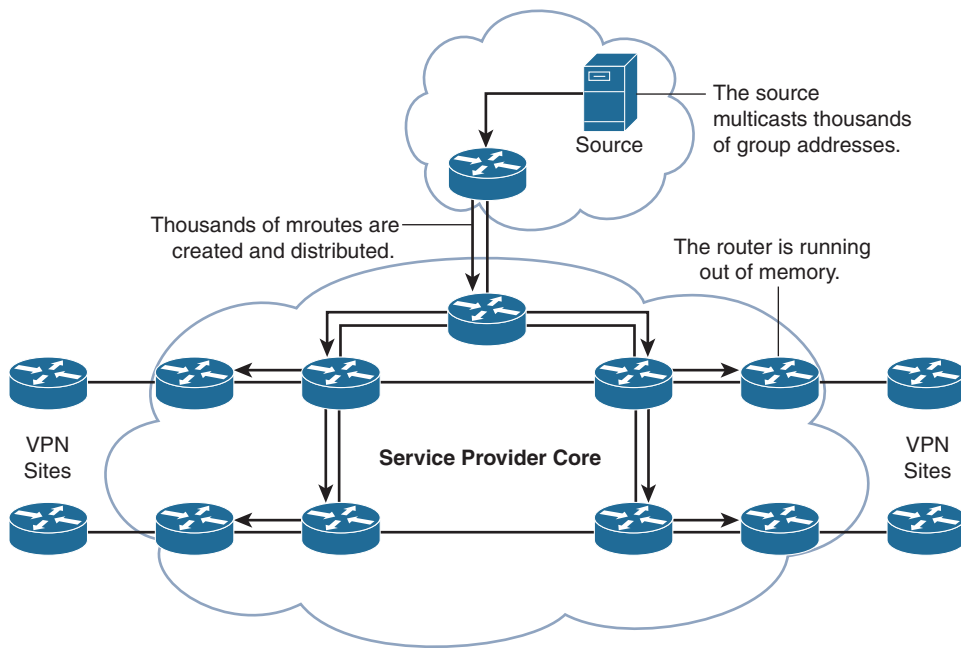 The source
multicasts thousands
of group addresses.
Source
Thousands of mroutes are
created and distributed.
The router is running
out of memory.
VPN
Sites
Service Provider Core
VPN
Sites